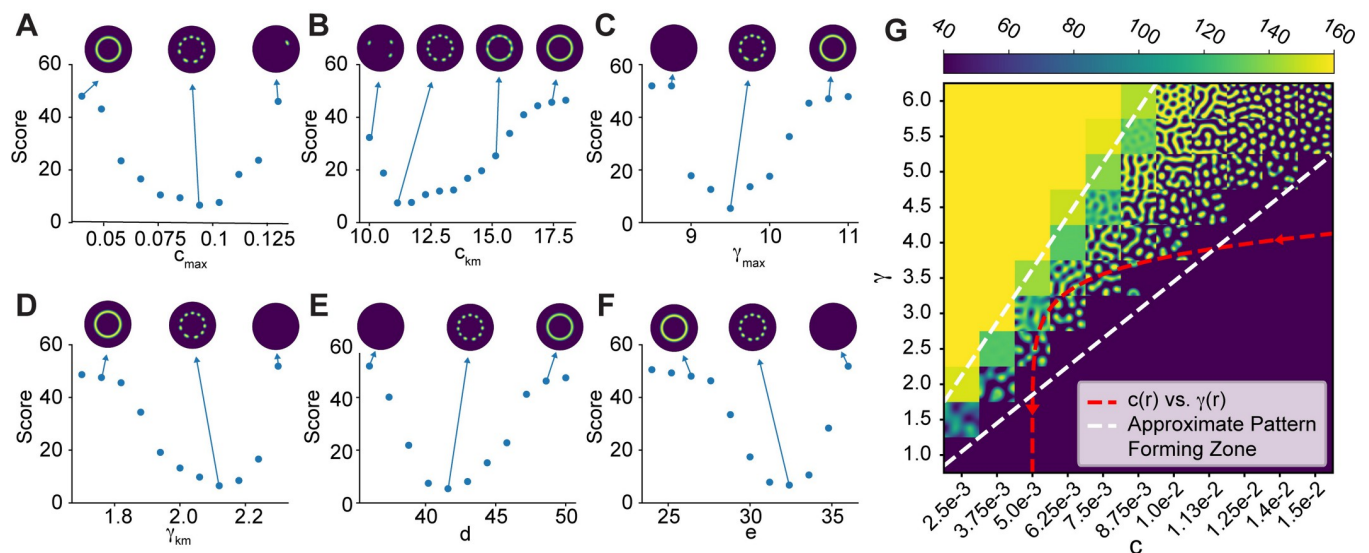 A
B
C
G
40 60 80 100 120 140 160
60
40
20
0
Score
0.05 0.075 0.1 0.125
c_max
60
40
20
0
Score
10.0 12.5 15.0 17.5
c_km
60
40
20
0
Score
9 10 11
γ_max
D
E
F
60
40
20
0
Score
1.8 2.0 2.2
γ_km
60
40
20
0
Score
40 45 50
d
60
40
20
0
Score
25 30 35
e
6.0
5.5
5.0
4.5
4.0
3.5
3.0
2.5
2.0
1.5
1.0
γ
c(r) vs. γ(r)
Approximate Pattern
Forming Zone
2.5e-3 3.75e-3 5.0e-3 6.25e-3 7.5e-3 8.75e-3 1.0e-2 1.13e-2 1.25e-2 1.4e-2 1.5e-2
c